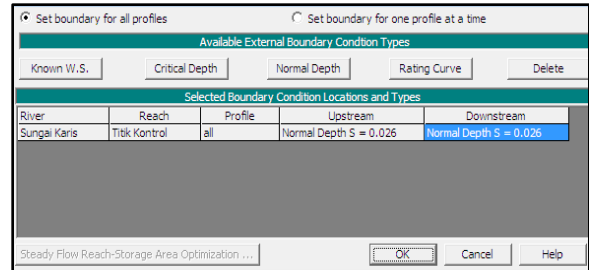 Set boundary for all profiles Set boundary for one profile at a time
Available External Boundary Condtion Types
Known W.S. Critical Depth Normal Depth Rating Curve Delete
Selected Boundary Condition Locations and Types
River Reach Profile Upstream Downstream
Sungai Karis Titik Kontrol all Normal Depth S = 0.026 Normal Depth S = 0.026
Steady Flow Reach-Storage Area Optimization ... OK Cancel Help